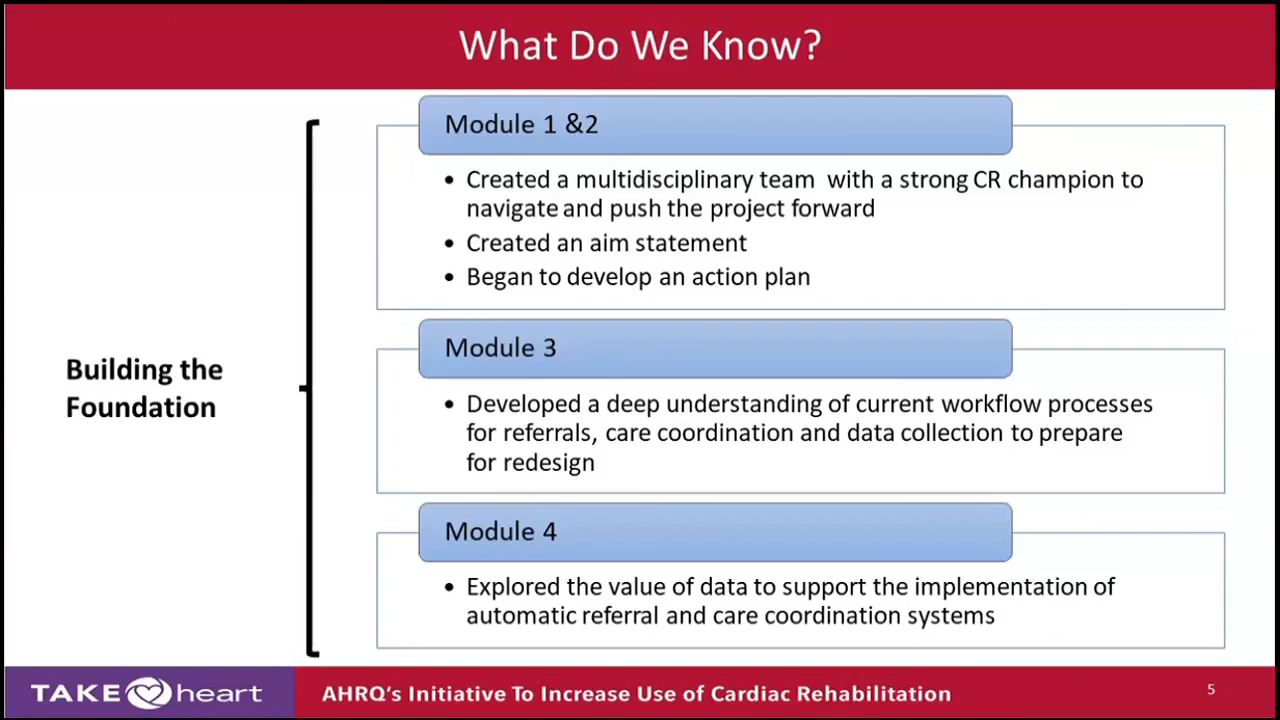 What Do We Know?
Building the
Foundation
Module 1 &2
• Created a multidisciplinary team  with a strong CR champion to
navigate and push the project forward
• Created an aim statement
• Began to develop an action plan
Module 3
• Developed a deep understanding of current workflow processes
for referrals, care coordination and data collection to prepare
for redesign
Module 4
• Explored the value of data to support the implementation of
automatic referral and care coordination systems
TAKE heart
AHRQ's Initiative To Increase Use of Cardiac Rehabilitation
5